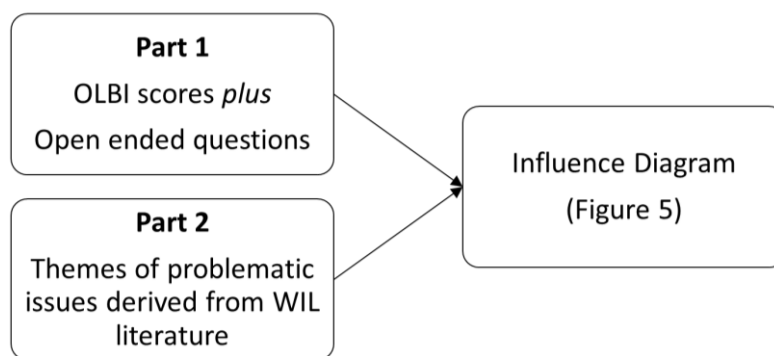 Part 1
OLBI scores plus
Open ended questions
Part 2
Themes of problematic
issues derived from WIL
literature
Influence Diagram
(Figure 5)